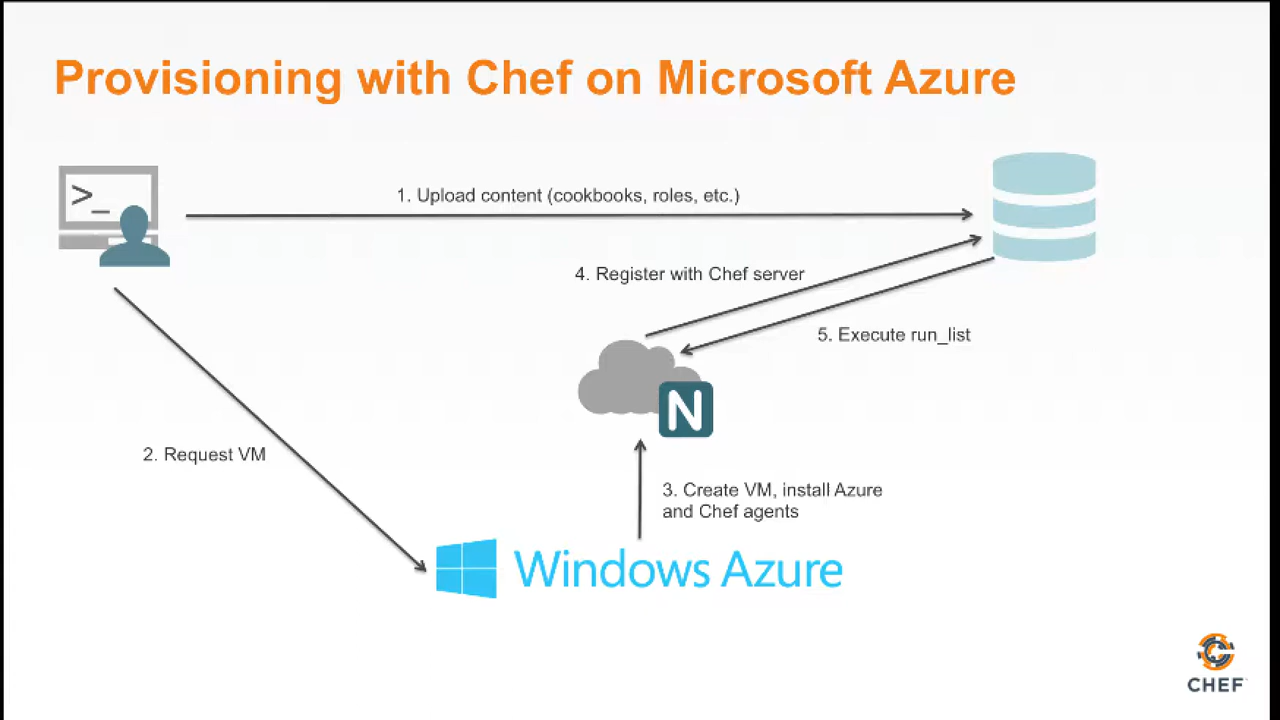 Provisioning with Chef on Microsoft Azure
>_
1. Upload content (cookbooks, roles, etc.)
4. Register with Chef server
5. Execute run_list
N
2. Request VM
3. Create VM, install Azure
and Chef agents
Windows Azure
CHEF